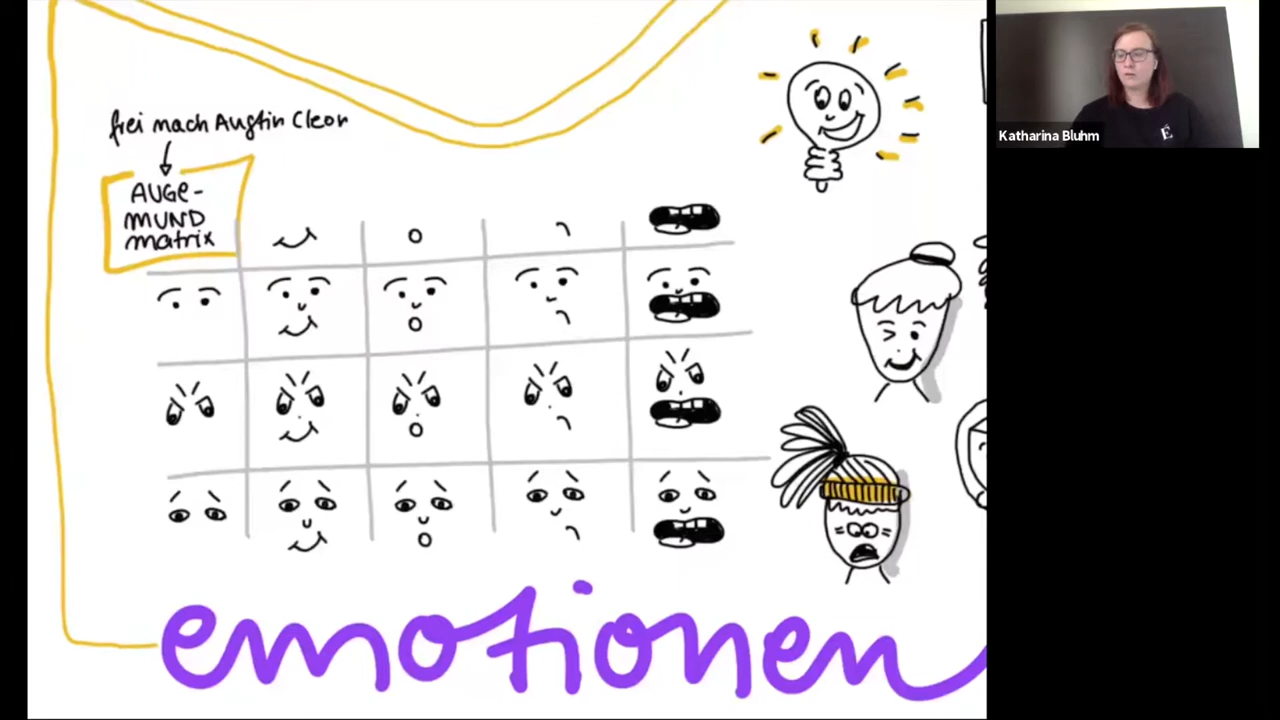 frei nach Austin Cleon
AUGE-
MUND
matrix
emotionen
Katharina Bluhm
É